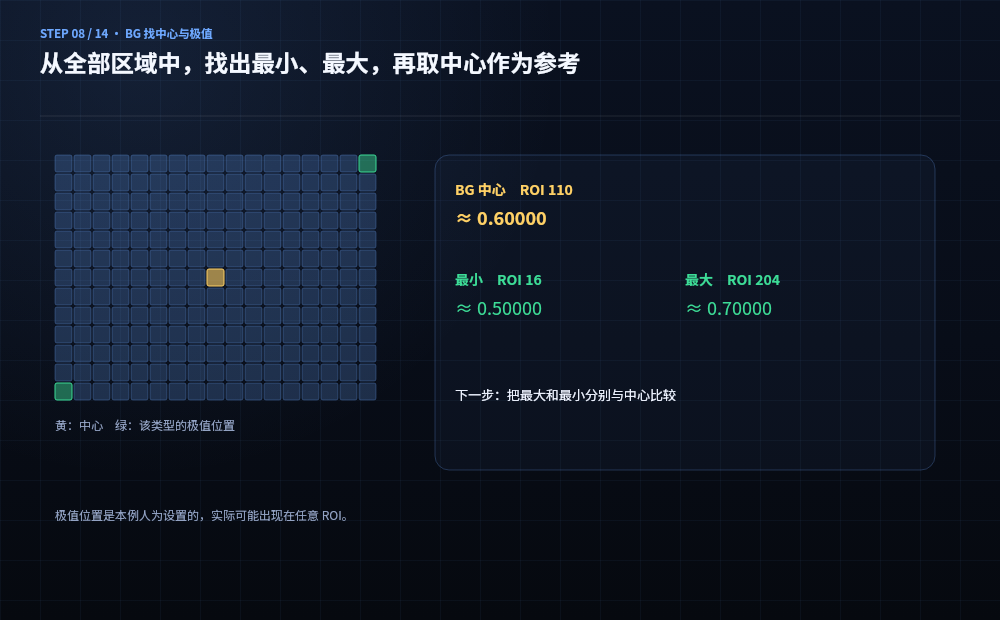 STEP 08 / 14 • BG 找中心与极值
从全部区域中，找出最小、最大，再取中心作为参考
BG 中心 ROI 110
≈ 0.60000
最小 ROI 16
≈ 0.50000
最大 ROI 204
≈ 0.70000
下一步：把最大和最小分别与中心比较
黄：中心 绿：该类型的极值位置
极值位置是本例人为设置的，实际可能出现在任意 ROI。